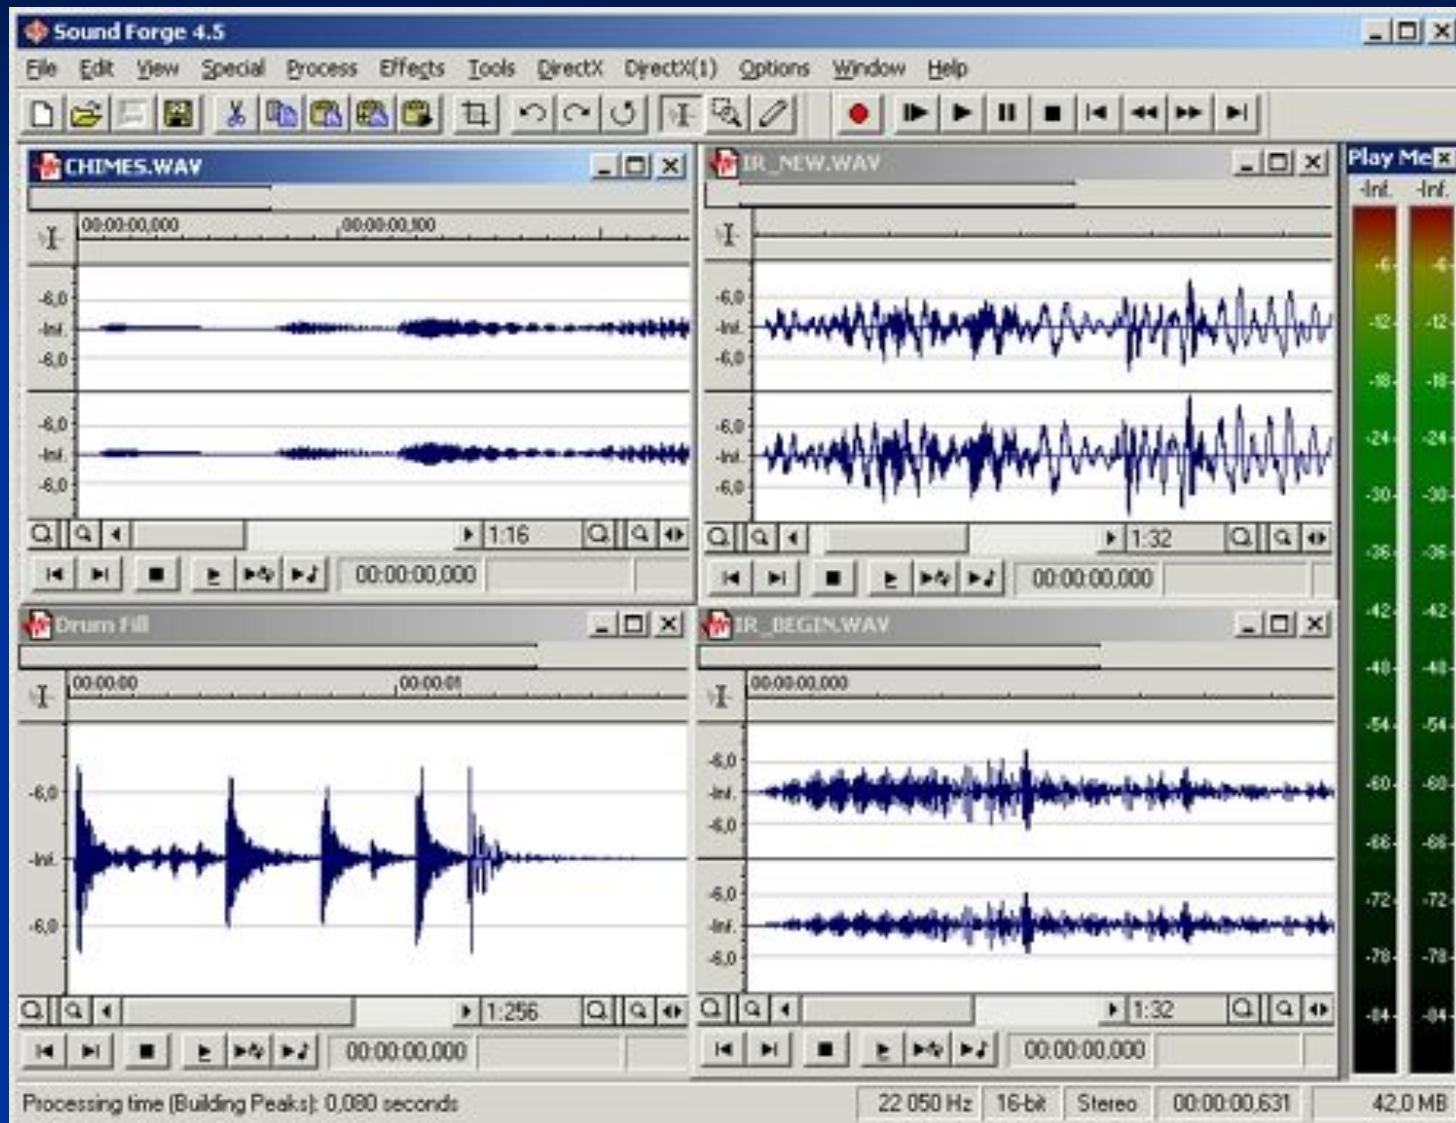 Sound Forge 4.5
File Edit View Special Process Effects Tools DirectX DirectX(1) Options Window Help
CHIMES.WAV
00:00:00,000 00:00:00,100
-6,0
-Inf.
-6,0
-6,0
-Inf.
-6,0
1:16
00:00:00,000
IR_NEW.WAV
-6,0
-Inf.
-6,0
-6,0
-Inf.
-6,0
1:32
00:00:00,000
Play Me
-Inf. -Inf.
-6 -6
-12 -12
-18 -18
-24 -24
-30 -30
-36 -36
-42 -42
-48 -48
-54 -54
-60 -60
-66 -66
-72 -72
-78 -78
-84 -84
Drum Fill
00:00:00 00:00:01
-6,0
-Inf.
-6,0
1:256
00:00:00,000
IR_BEGIN.WAV
00:00:00,000
-6,0
-Inf.
-6,0
-6,0
-Inf.
-6,0
1:32
00:00:00,000
Processing time (Building Peaks): 0,080 seconds 22 050 Hz 16-bit Stereo 00:00:00,631 42,0 MB